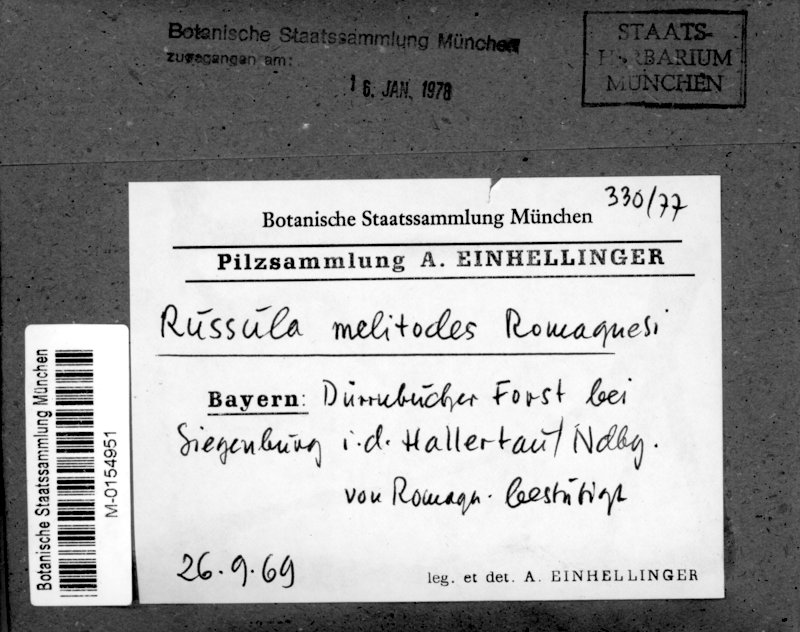 Botanische Staatssammlung München
zugegangen am:
16. JAN. 1978
STAATS-
HERBARIUM
MÜNCHEN
330/77
Botanische Staatssammlung München
Pilzsammlung A. EINHELLINGER
Russula melitodes Romagnesi
Bayern: Dürnbucher Forst bei
Siegenburg i.d. Hallertau/Ndby.
von Romagn. bestätigt
26.9.69
leg. et det. A. EINHELLINGER
Botanische Staatssammlung München
M-0154951